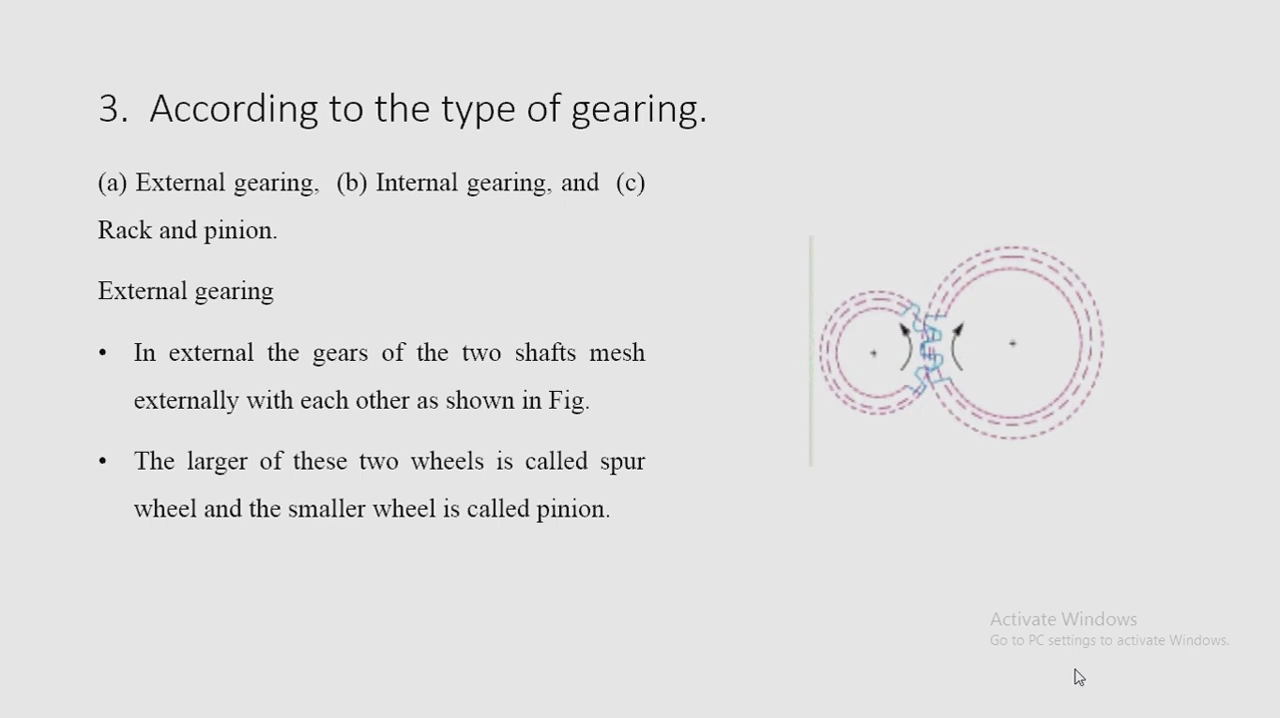 3. According to the type of gearing.
(a) External gearing, (b) Internal gearing, and (c)
Rack and pinion.
External gearing
• In external the gears of the two shafts mesh
externally with each other as shown in Fig.
• The larger of these two wheels is called spur
wheel and the smaller wheel is called pinion.
Activate Windows
Go to PC settings to activate Windows.